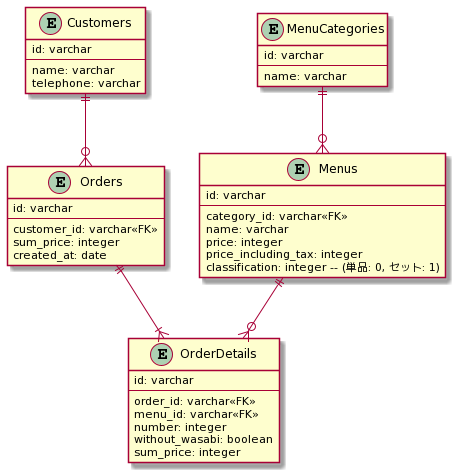 E Customers
id: varchar
name: varchar
telephone: varchar
E MenuCategories
id: varchar
name: varchar
E Orders
id: varchar
customer_id: varchar«FK»
sum_price: integer
created_at: date
E Menus
id: varchar
category_id: varchar«FK»
name: varchar
price: integer
price_including_tax: integer
classification: integer -- (単品: 0, セット: 1)
E OrderDetails
id: varchar
order_id: varchar«FK»
menu_id: varchar«FK»
number: integer
without_wasabi: boolean
sum_price: integer